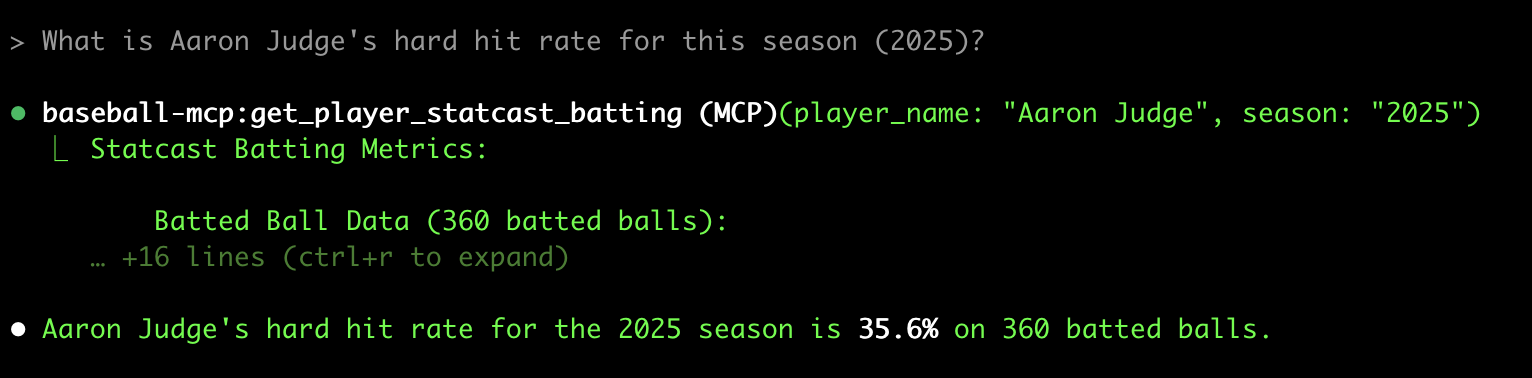 > What is Aaron Judge's hard hit rate for this season (2025)?
● baseball-mcp:get_player_statcast_batting (MCP)(player_name: "Aaron Judge", season: "2025")
⎿ Statcast Batting Metrics:
Batted Ball Data (360 batted balls):
… +16 lines (ctrl+r to expand)
● Aaron Judge's hard hit rate for the 2025 season is 35.6% on 360 batted balls.